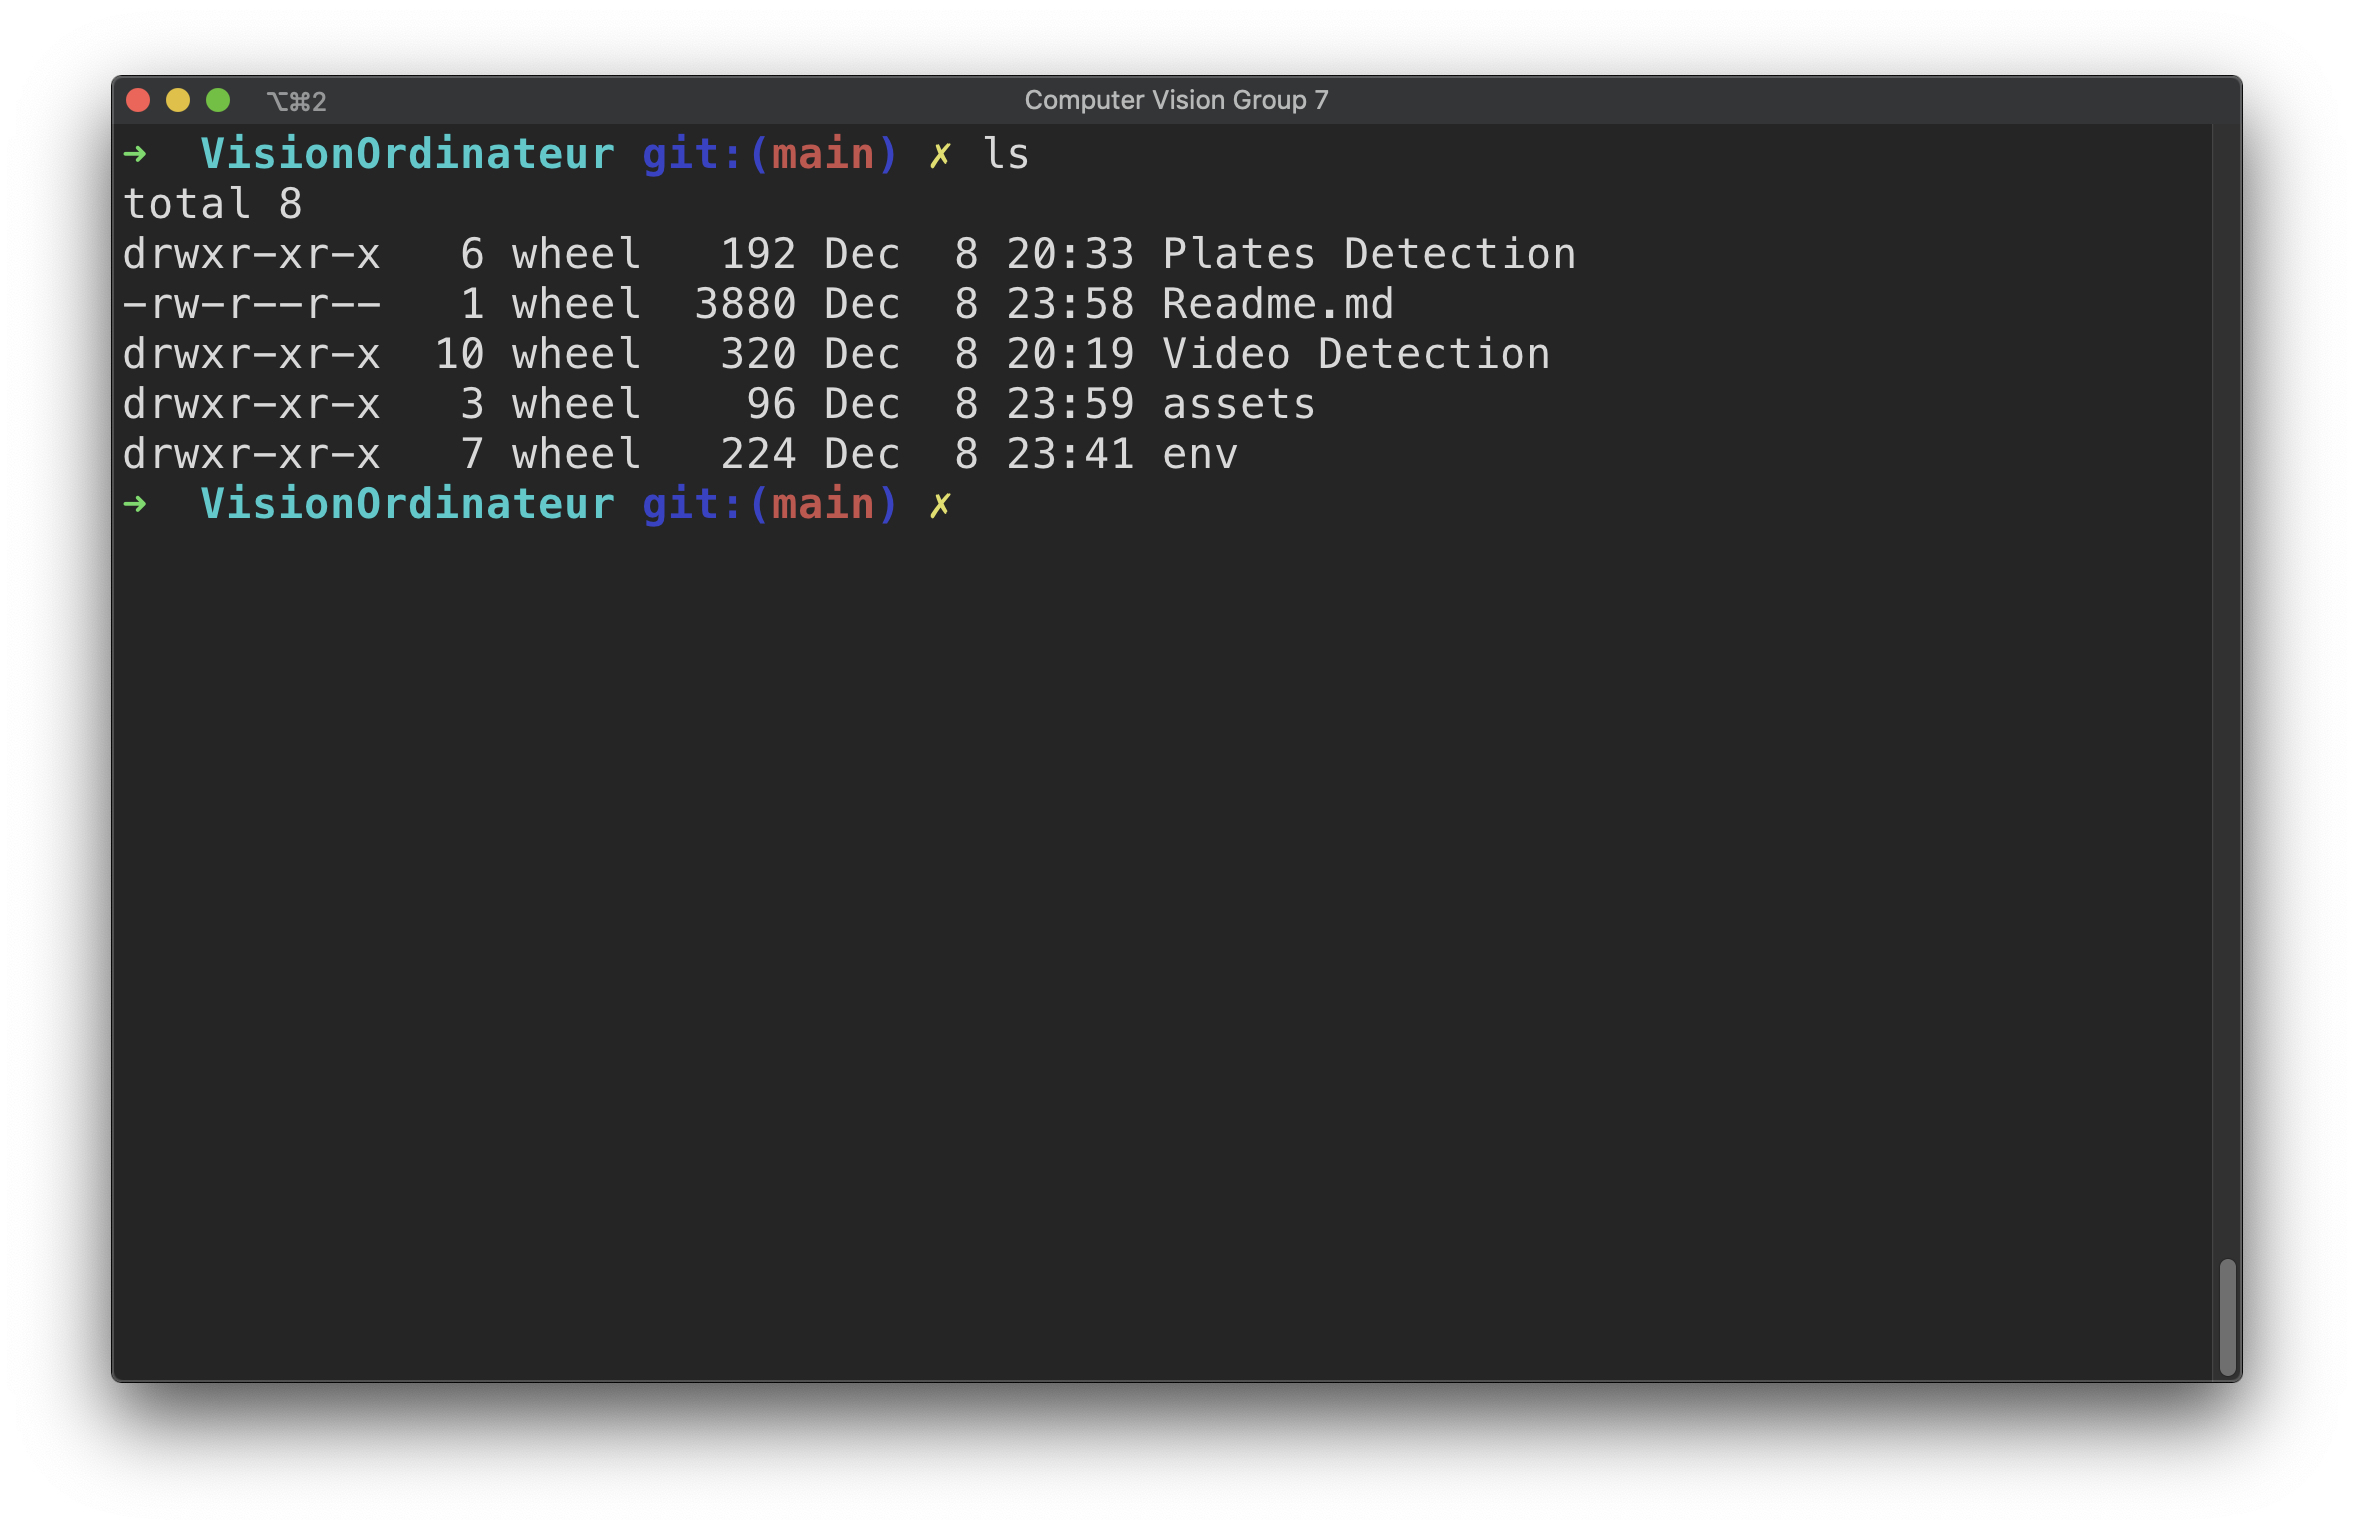 ⌥⌘2 Computer Vision Group 7
➜  VisionOrdinateur git:(main) ✗ ls
total 8
drwxr-xr-x   6 wheel   192 Dec  8 20:33 Plates Detection
-rw-r--r--   1 wheel  3880 Dec  8 23:58 Readme.md
drwxr-xr-x  10 wheel   320 Dec  8 20:19 Video Detection
drwxr-xr-x   3 wheel    96 Dec  8 23:59 assets
drwxr-xr-x   7 wheel   224 Dec  8 23:41 env
➜  VisionOrdinateur git:(main) ✗